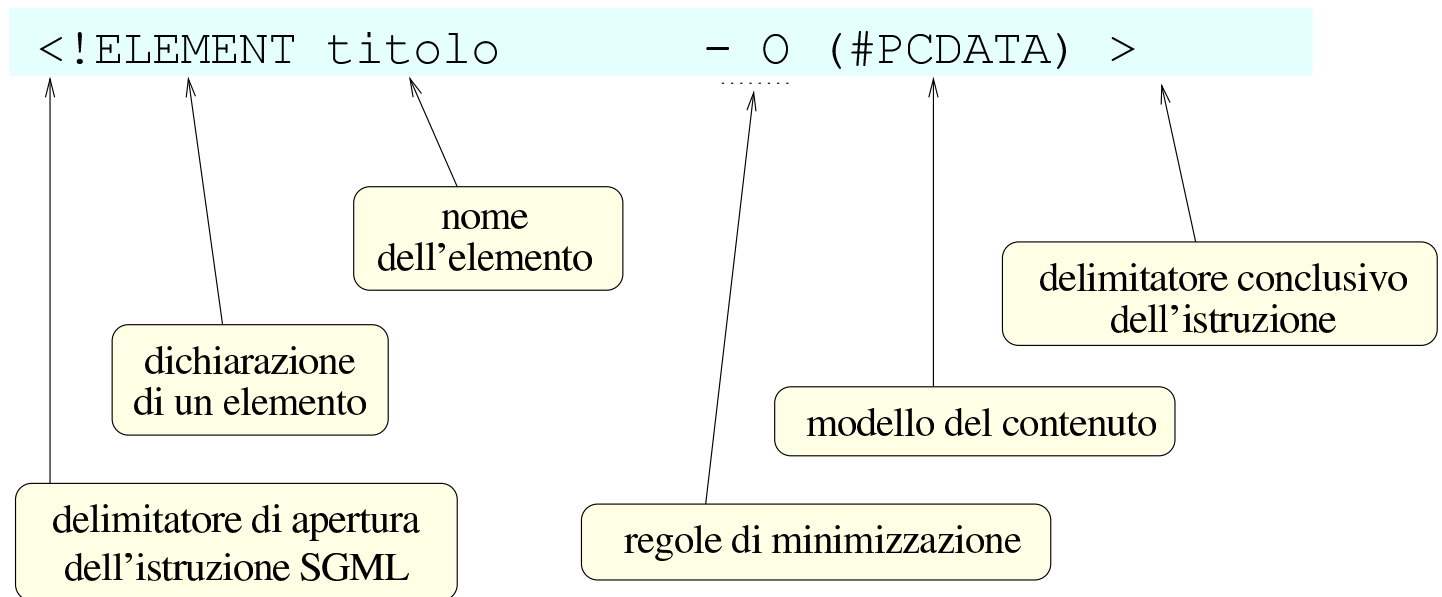 <!ELEMENT titolo - O (#PCDATA) >
nome
dell'elemento
delimitatore conclusivo
dell'istruzione
dichiarazione
di un elemento
modello del contenuto
delimitatore di apertura
dell'istruzione SGML
regole di minimizzazione